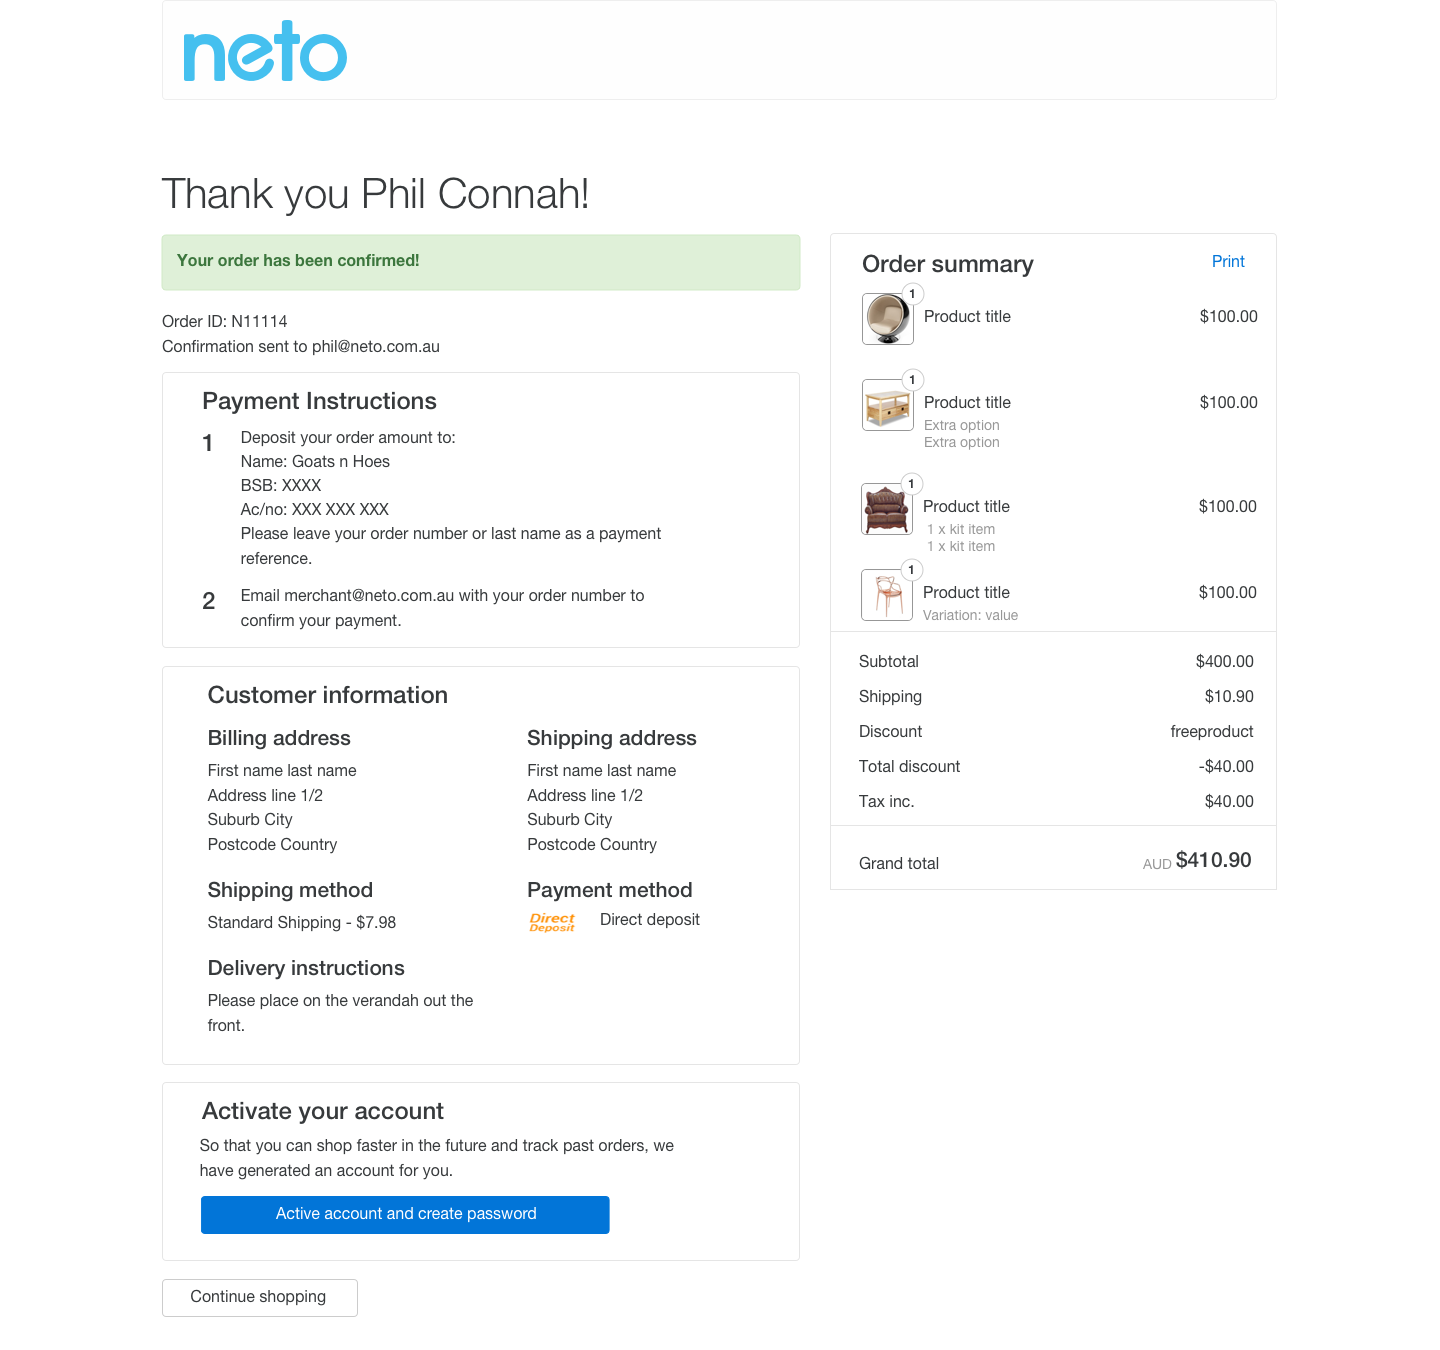 neto
Thank you Phil Connah!
Your order has been confirmed!
Order ID: N11114
Confirmation sent to phil@neto.com.au
Payment Instructions
1
Deposit your order amount to:
Name: Goats n Hoes
BSB: XXXX
Ac/no: XXX XXX XXX
Please leave your order number or last name as a payment
reference.
2
Email merchant@neto.com.au with your order number to
confirm your payment.
Customer information
Billing address
First name last name
Address line 1/2
Suburb City
Postcode Country
Shipping address
First name last name
Address line 1/2
Suburb City
Postcode Country
Shipping method
Standard Shipping - $7.98
Payment method
Direct
Deposit
Direct deposit
Delivery instructions
Please place on the verandah out the
front.
Activate your account
So that you can shop faster in the future and track past orders, we
have generated an account for you.
Active account and create password
Continue shopping
Order summary
Print
1
Product title $100.00
1
Product title $100.00
Extra option
Extra option
1
Product title $100.00
1 x kit item
1 x kit item
1
Product title $100.00
Variation: value
Subtotal $400.00
Shipping $10.90
Discount freeproduct
Total discount -$40.00
Tax inc. $40.00
Grand total AUD $410.90